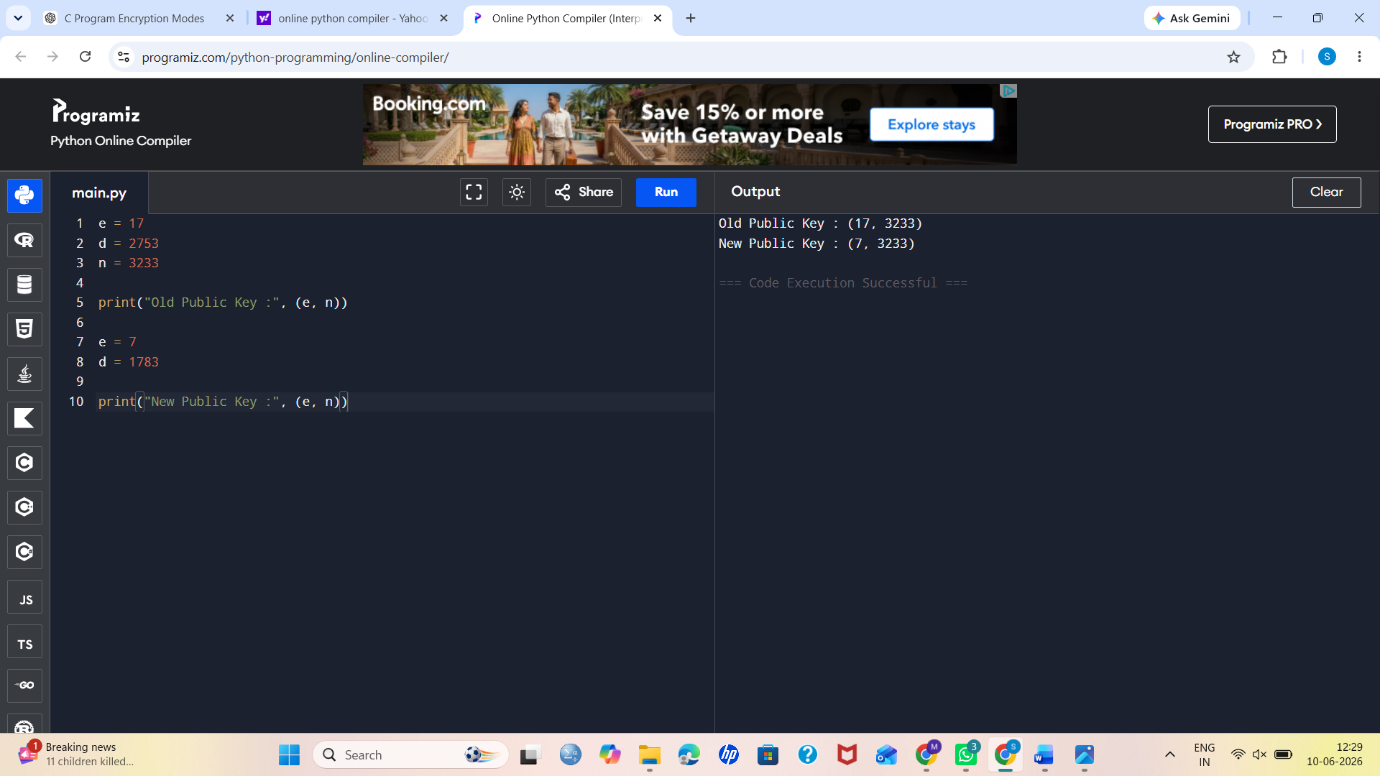 C Program Encryption Modes
online python compiler - Yahoo
Online Python Compiler (Interp
Ask Gemini
programiz.com/python-programming/online-compiler/
S
Programiz
Python Online Compiler
Booking.com
Save 15% or more
with Getaway Deals
Explore stays
Programiz PRO
main.py
Share
Run
Output
Clear
1 e = 17
2 d = 2753
3 n = 3233
4
5 print("Old Public Key :", (e, n))
6
7 e = 7
8 d = 1783
9
10 print("New Public Key :", (e, n))
Old Public Key : (17, 3233)
New Public Key : (7, 3233)
=== Code Execution Successful ===
JS
TS
GO
1
Breaking news
11 children killed...
Search
hp
M
3
S
W
ENG
IN
12:29
10-06-2026